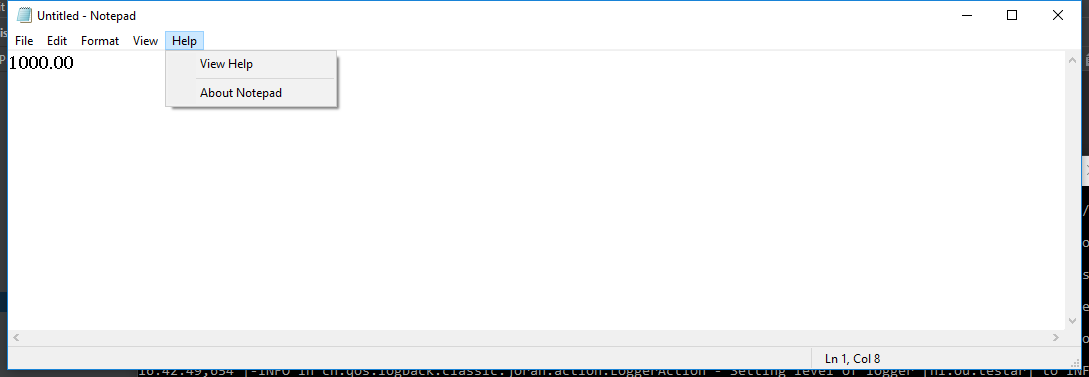 Untitled - Notepad
File Edit Format View Help
1000.00
View Help
About Notepad
Ln 1, Col 8
16:42:49,654 |-INFO in ch.qos.logback.classic.joran.action.LoggerAction - Setting level of logger [nl.ou.testar] to INF